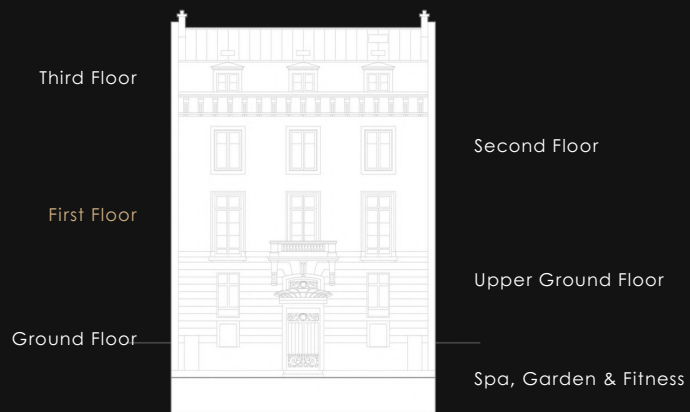 Third Floor
Second Floor
First Floor
Upper Ground Floor
Ground Floor
Spa, Garden & Fitness